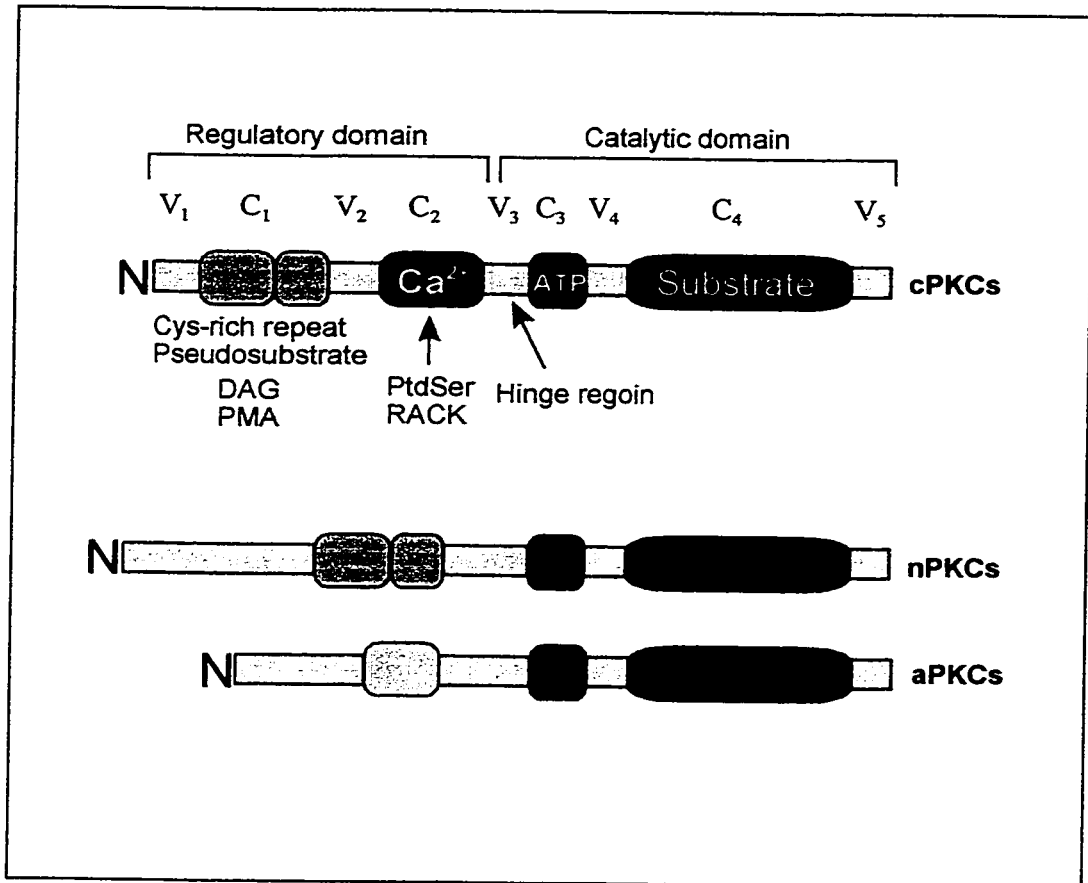 Regulatory domain Catalytic domain
V1 C1 V2 C2 V3 C3 V4 C4 V5
N Ca2+ ATP Substrate cPKCs
Cys-rich repeat
Pseudosubstrate
DAG
PMA
PtdSer
RACK
Hinge regoin
N nPKCs
N aPKCs